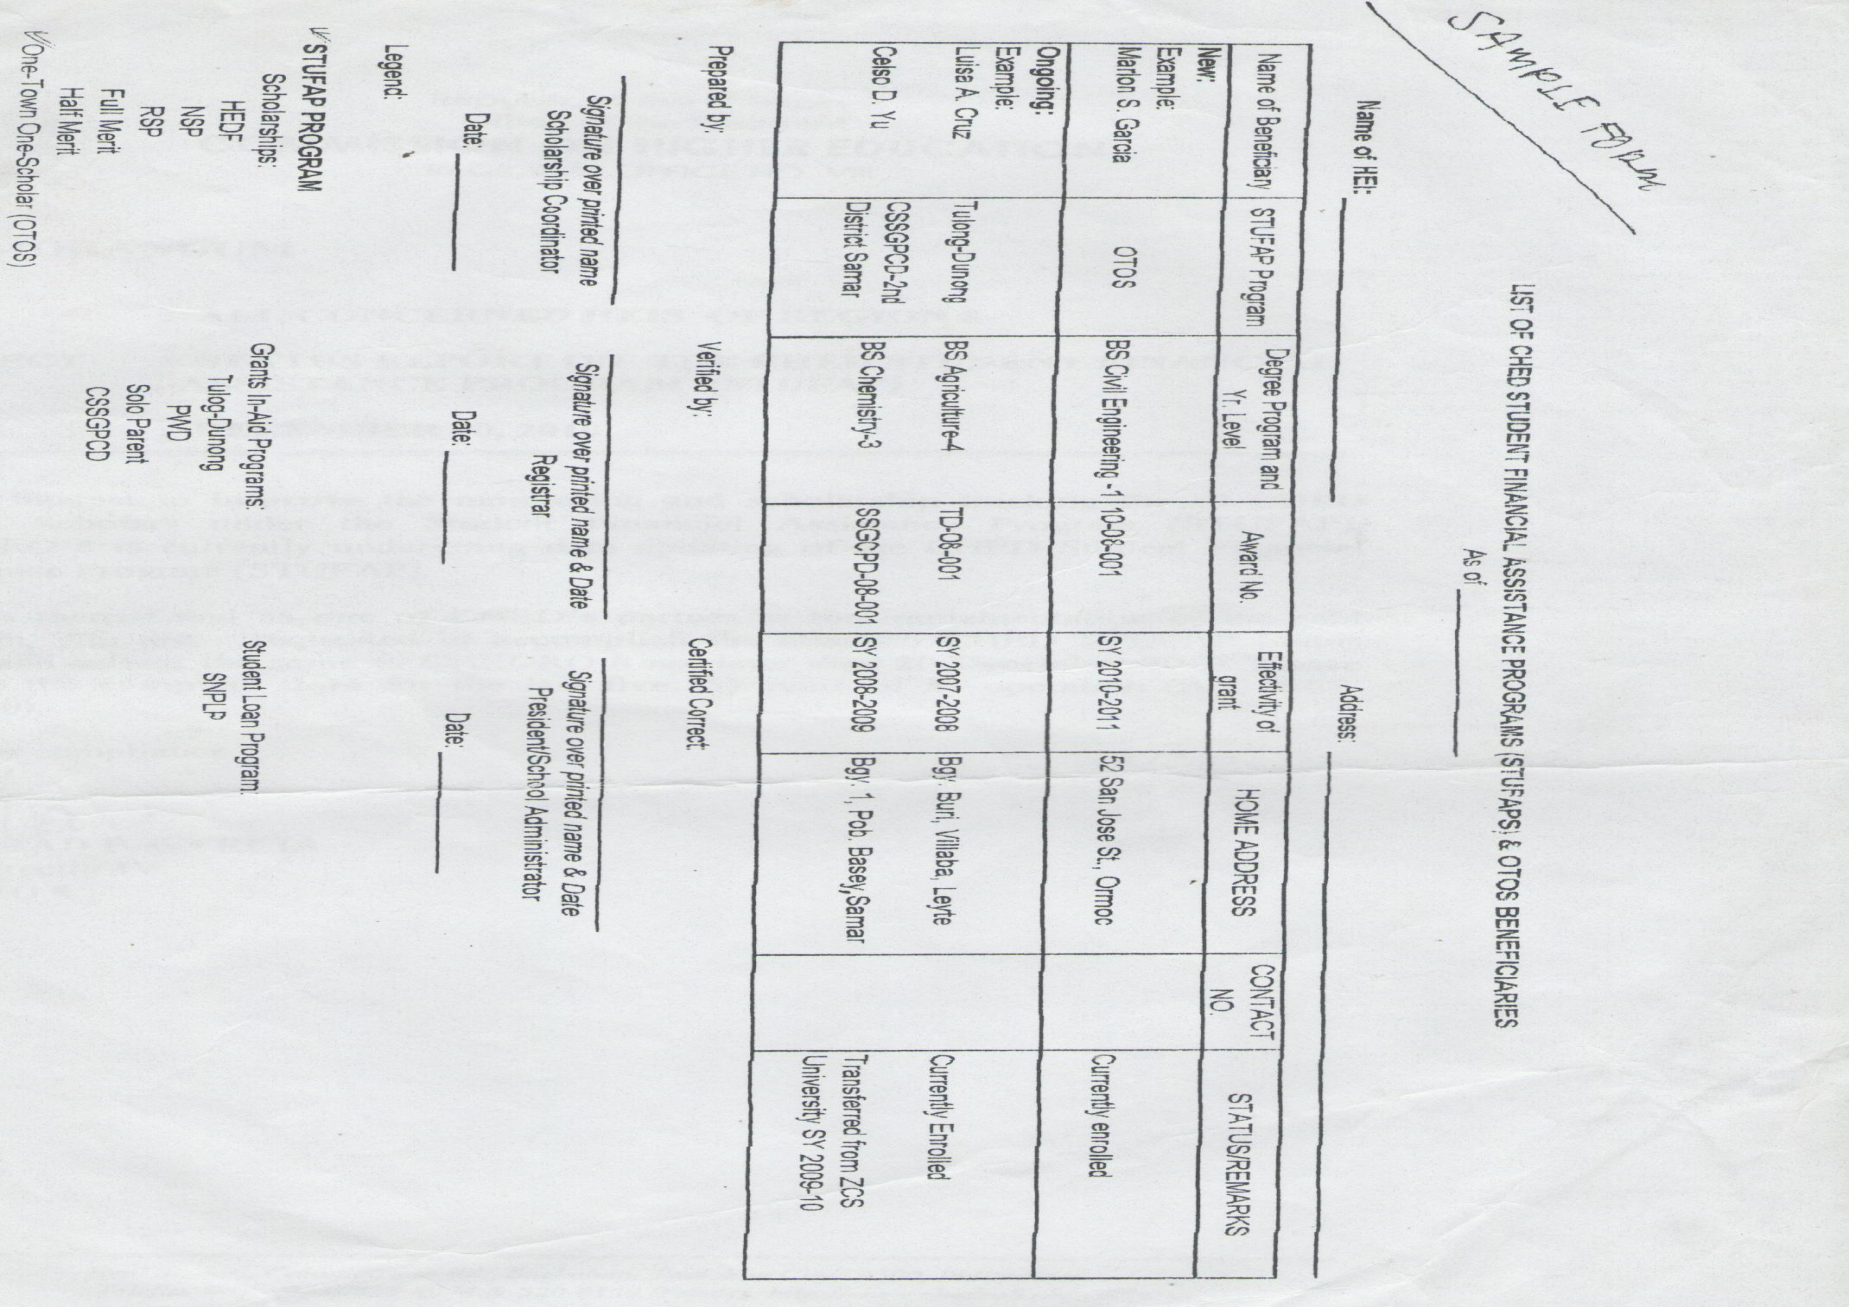 SAMPLE FORM
LIST OF CHED STUDENT FINANCIAL ASSISTANCE PROGRAMS (STUFAPS) & OTOS BENEFICIARIES
As of
Name of HEI: Address:
Name of Beneficiary STUFAP Program Degree Program and Yr. Level Award No. Effectivity of grant HOME ADDRESS CONTACT NO. STATUS/REMARKS
New:
Example:
Marlon S. Garcia OTOS BS Civil Engineering -1 10-08-001 SY 2010-2011 52 San Jose St., Ormoc Currently enrolled
Ongoing:
Example:
Luisa A. Cruz Tulong-Dunong BS Agriculture-4 TD-08-001 SY 2007-2008 Bgy. Buri, Villaba, Leyte Currently Enrolled
Celso D. Yu CSSGPCD-2nd District Samar BS Chemistry-3 SSGCPD-08-001 SY 2008-2009 Bgy. 1, Pob. Basey, Samar Transferred from ZCS University SY 2009-10
Prepared by: Verified by: Certified Correct:
Signature over printed name Signature over printed name & Date Signature over printed name & Date
Scholarship Coordinator Registrar President/School Administrator
Date: Date: Date:
Legend:
STUFAP PROGRAM
Scholarships: Grants In-Aid Programs: Student Loan Program:
HEDF Tulog-Dunong SNPLP
NSP PWD
RSP Solo Parent
Full Merit CSSGPCD
Half Merit
One-Town One-Scholar (OTOS)